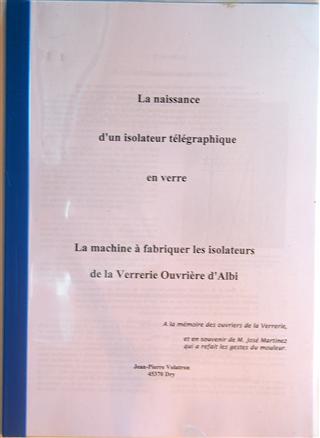 La naissance
d'un isolateur télégraphique
en verre
La machine à fabriquer les isolateurs
de la Verrerie Ouvrière d'Albi
A la mémoire des ouvriers de la Verrerie,
et en souvenir de M. José Martinez
qui a refait les gestes du mouleur.
Jean-Pierre Volatron
45370 Dry